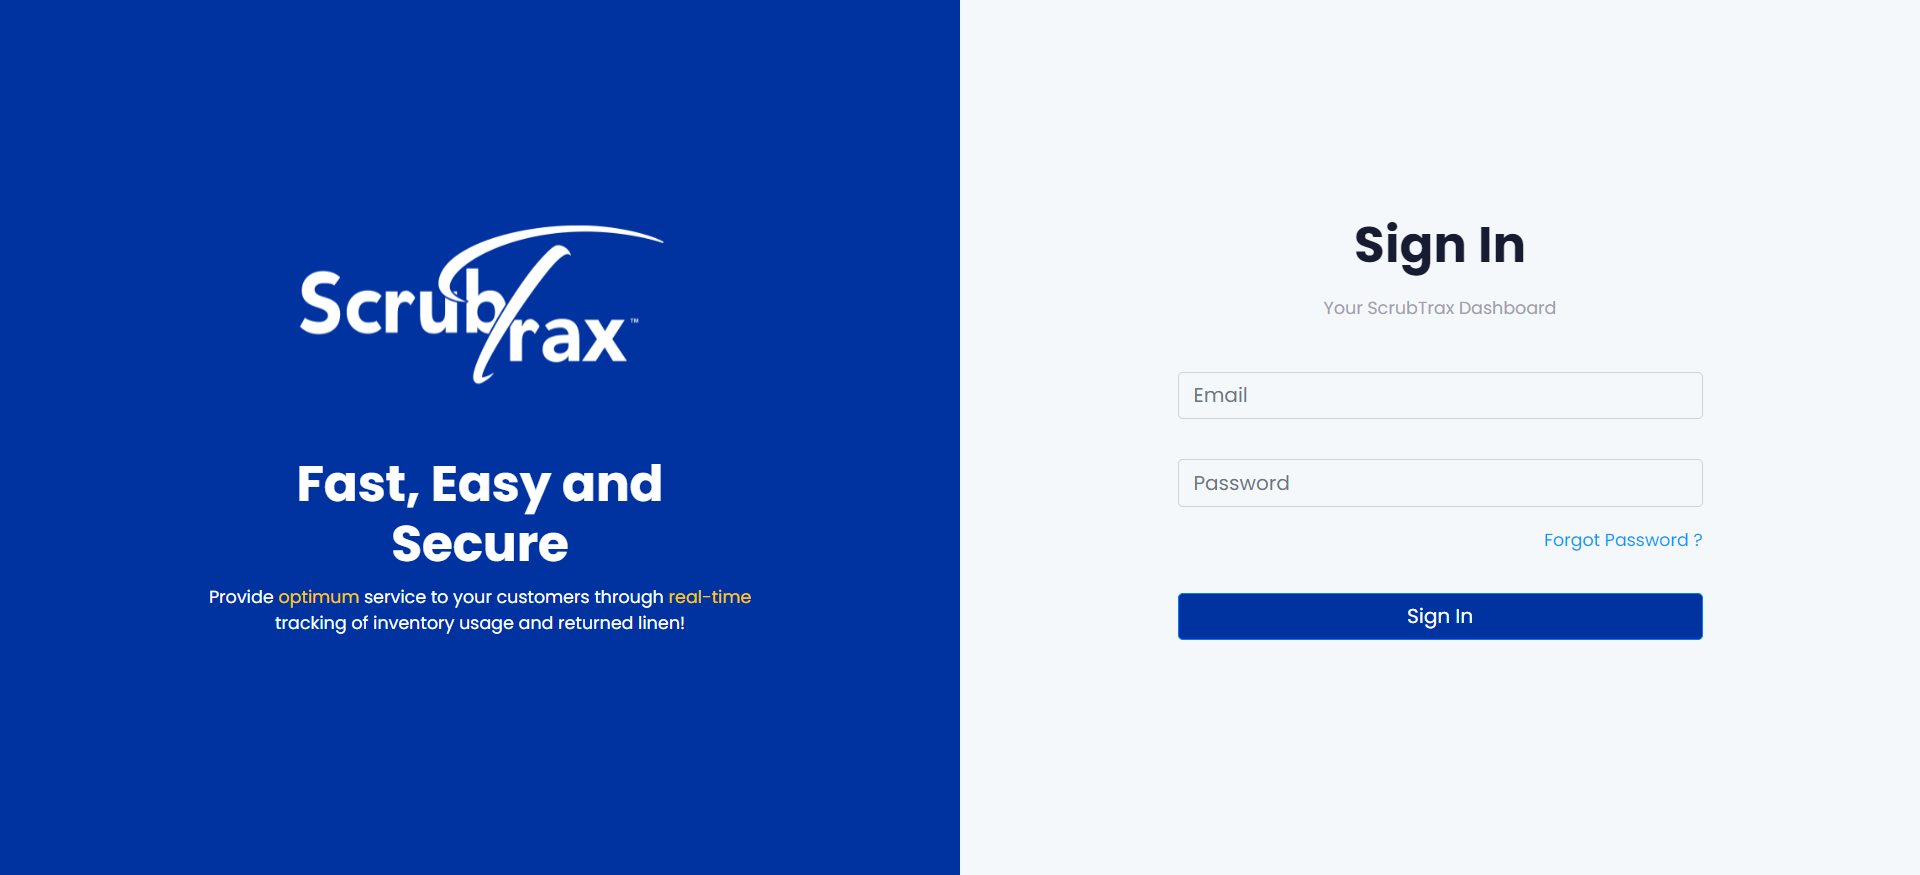 ScrubTrax™
Fast, Easy and
Secure
Provide optimum service to your customers through real-time
tracking of inventory usage and returned linen!
Sign In
Your ScrubTrax Dashboard
Email
Password
Forgot Password ?
Sign In